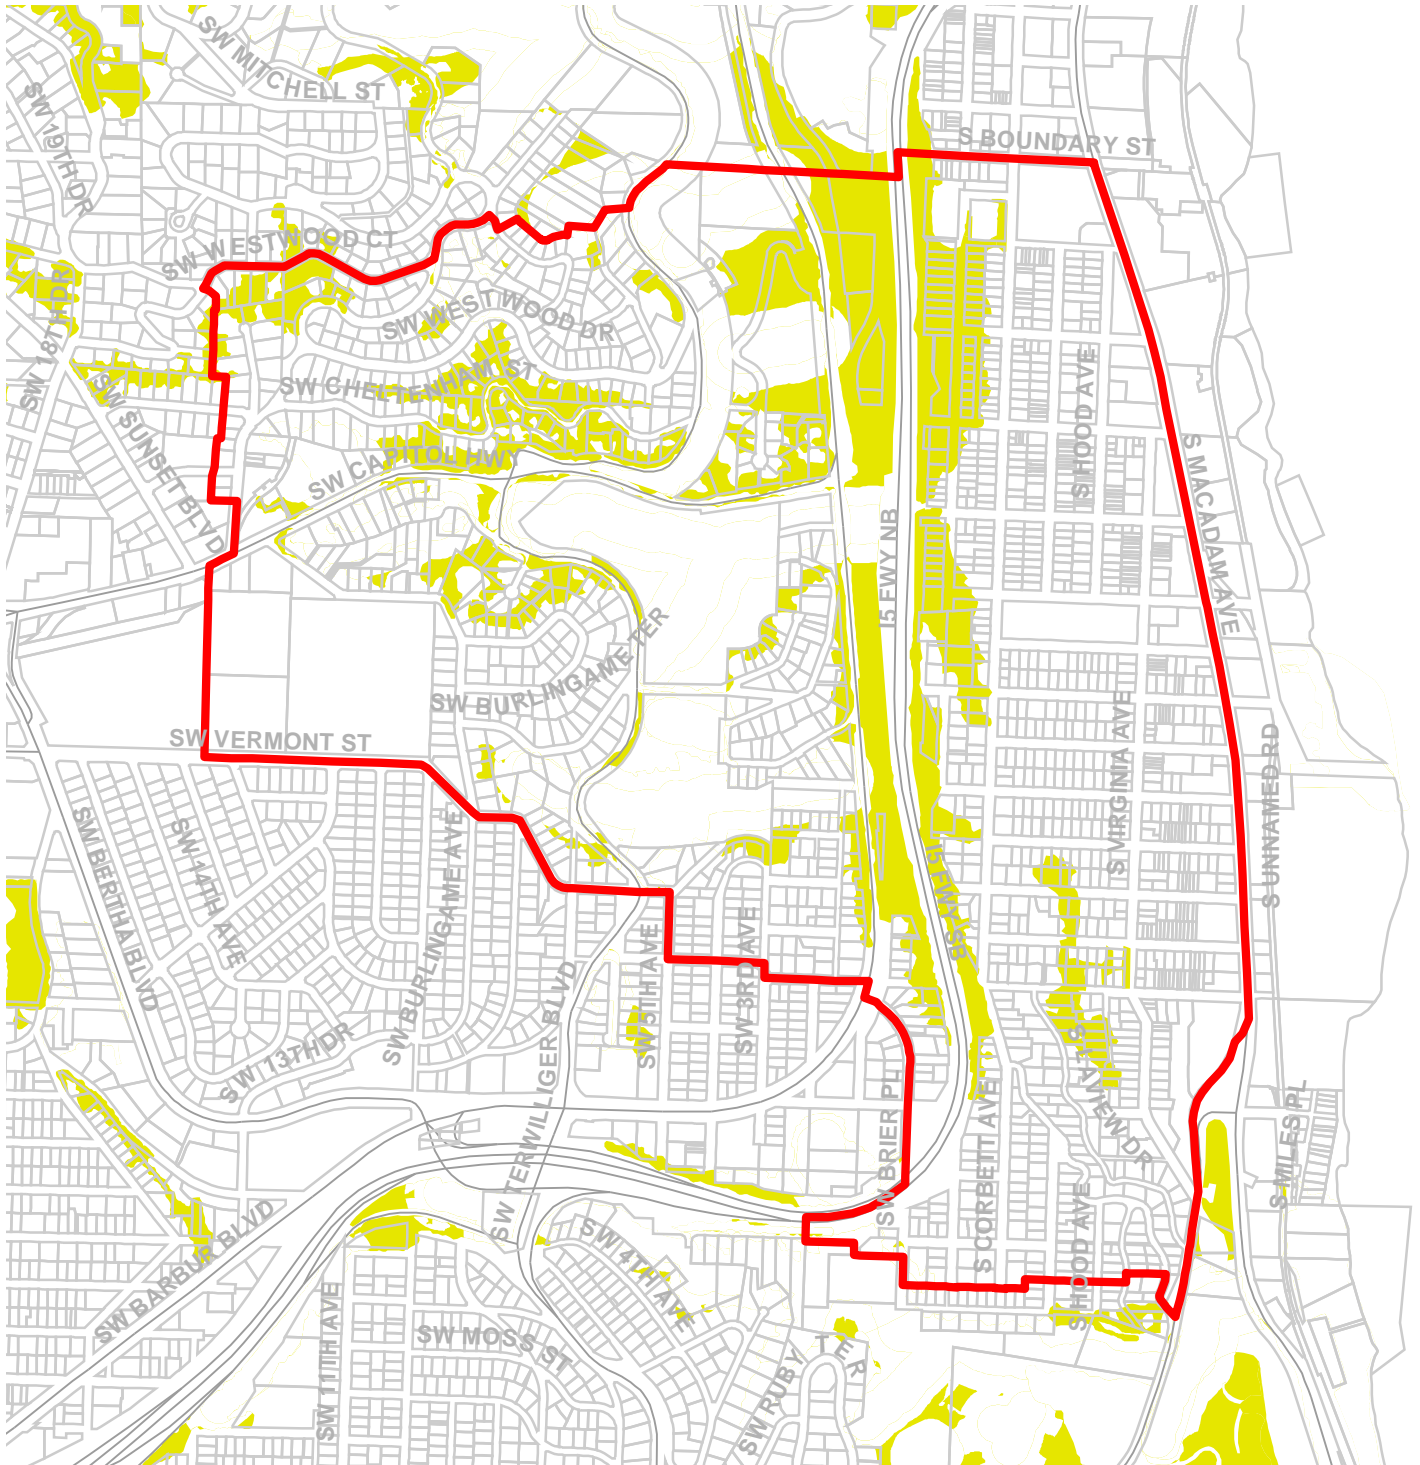 SW MITCHELL ST
SW 19TH DR
S BOUNDARY ST
SW WESTWOOD CT
SW WESTWOOD DR
SW 18TH DR
SW CHELTENHAM ST
SW SUNSET BLVD
SW CAPITOL HWY
S HOOD AVE
S MACADAM AVE
I5 FWY NB
SW BURLINGAME TER
SW VERMONT ST
S VIRGINIA AVE
S UNNAMED RD
SW BERTHA BLVD
SW 14TH AVE
SW BURLINGAME AVE
I5 FWY SB
SW 5TH AVE
SW 3RD AVE
SW TERWILLIGER BLVD
SW 13TH DR
SW BRIER PL
S CORBETT AVE
S SEAVIEW DR
S MILES PL
S HOOD AVE
SW BARBUR BLVD
SW 4TH AVE
SW 11TH AVE
SW MOSS ST
SW RUBY TER